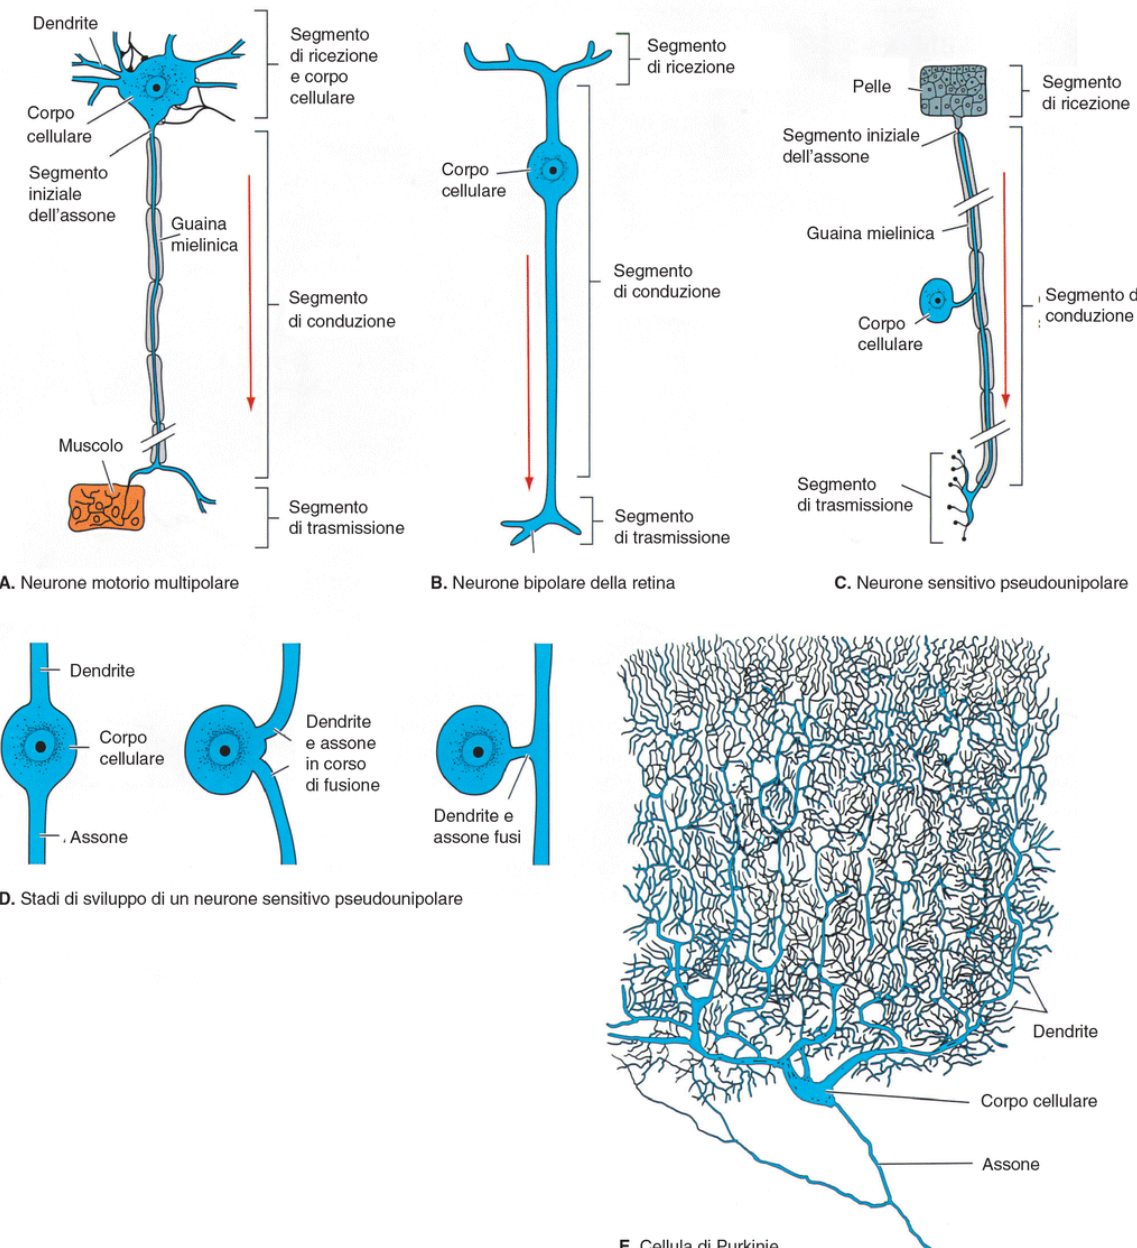 Dendrite
Segmento
di ricezione
e corpo
cellulare
Corpo
cellulare
Segmento
iniziale
dell'assone
Guaina
mielinica
Segmento
di conduzione
Muscolo
Segmento
di trasmissione
A. Neurone motorio multipolare
Segmento
di ricezione
Corpo
cellulare
Segmento
di conduzione
Segmento
di trasmissione
B. Neurone bipolare della retina
Pelle
Segmento
di ricezione
Segmento iniziale
dell'assone
Guaina mielinica
Segmento d
conduzione
Corpo
cellulare
Segmento
di trasmissione
C. Neurone sensitivo pseudounipolare
Dendrite
Corpo
cellulare
Assone
Dendrite
e assone
in corso
di fusione
Dendrite e
assone fusi
D. Stadi di sviluppo di un neurone sensitivo pseudounipolare
Dendrite
Corpo cellulare
Assone
E. Cellula di Purkinje